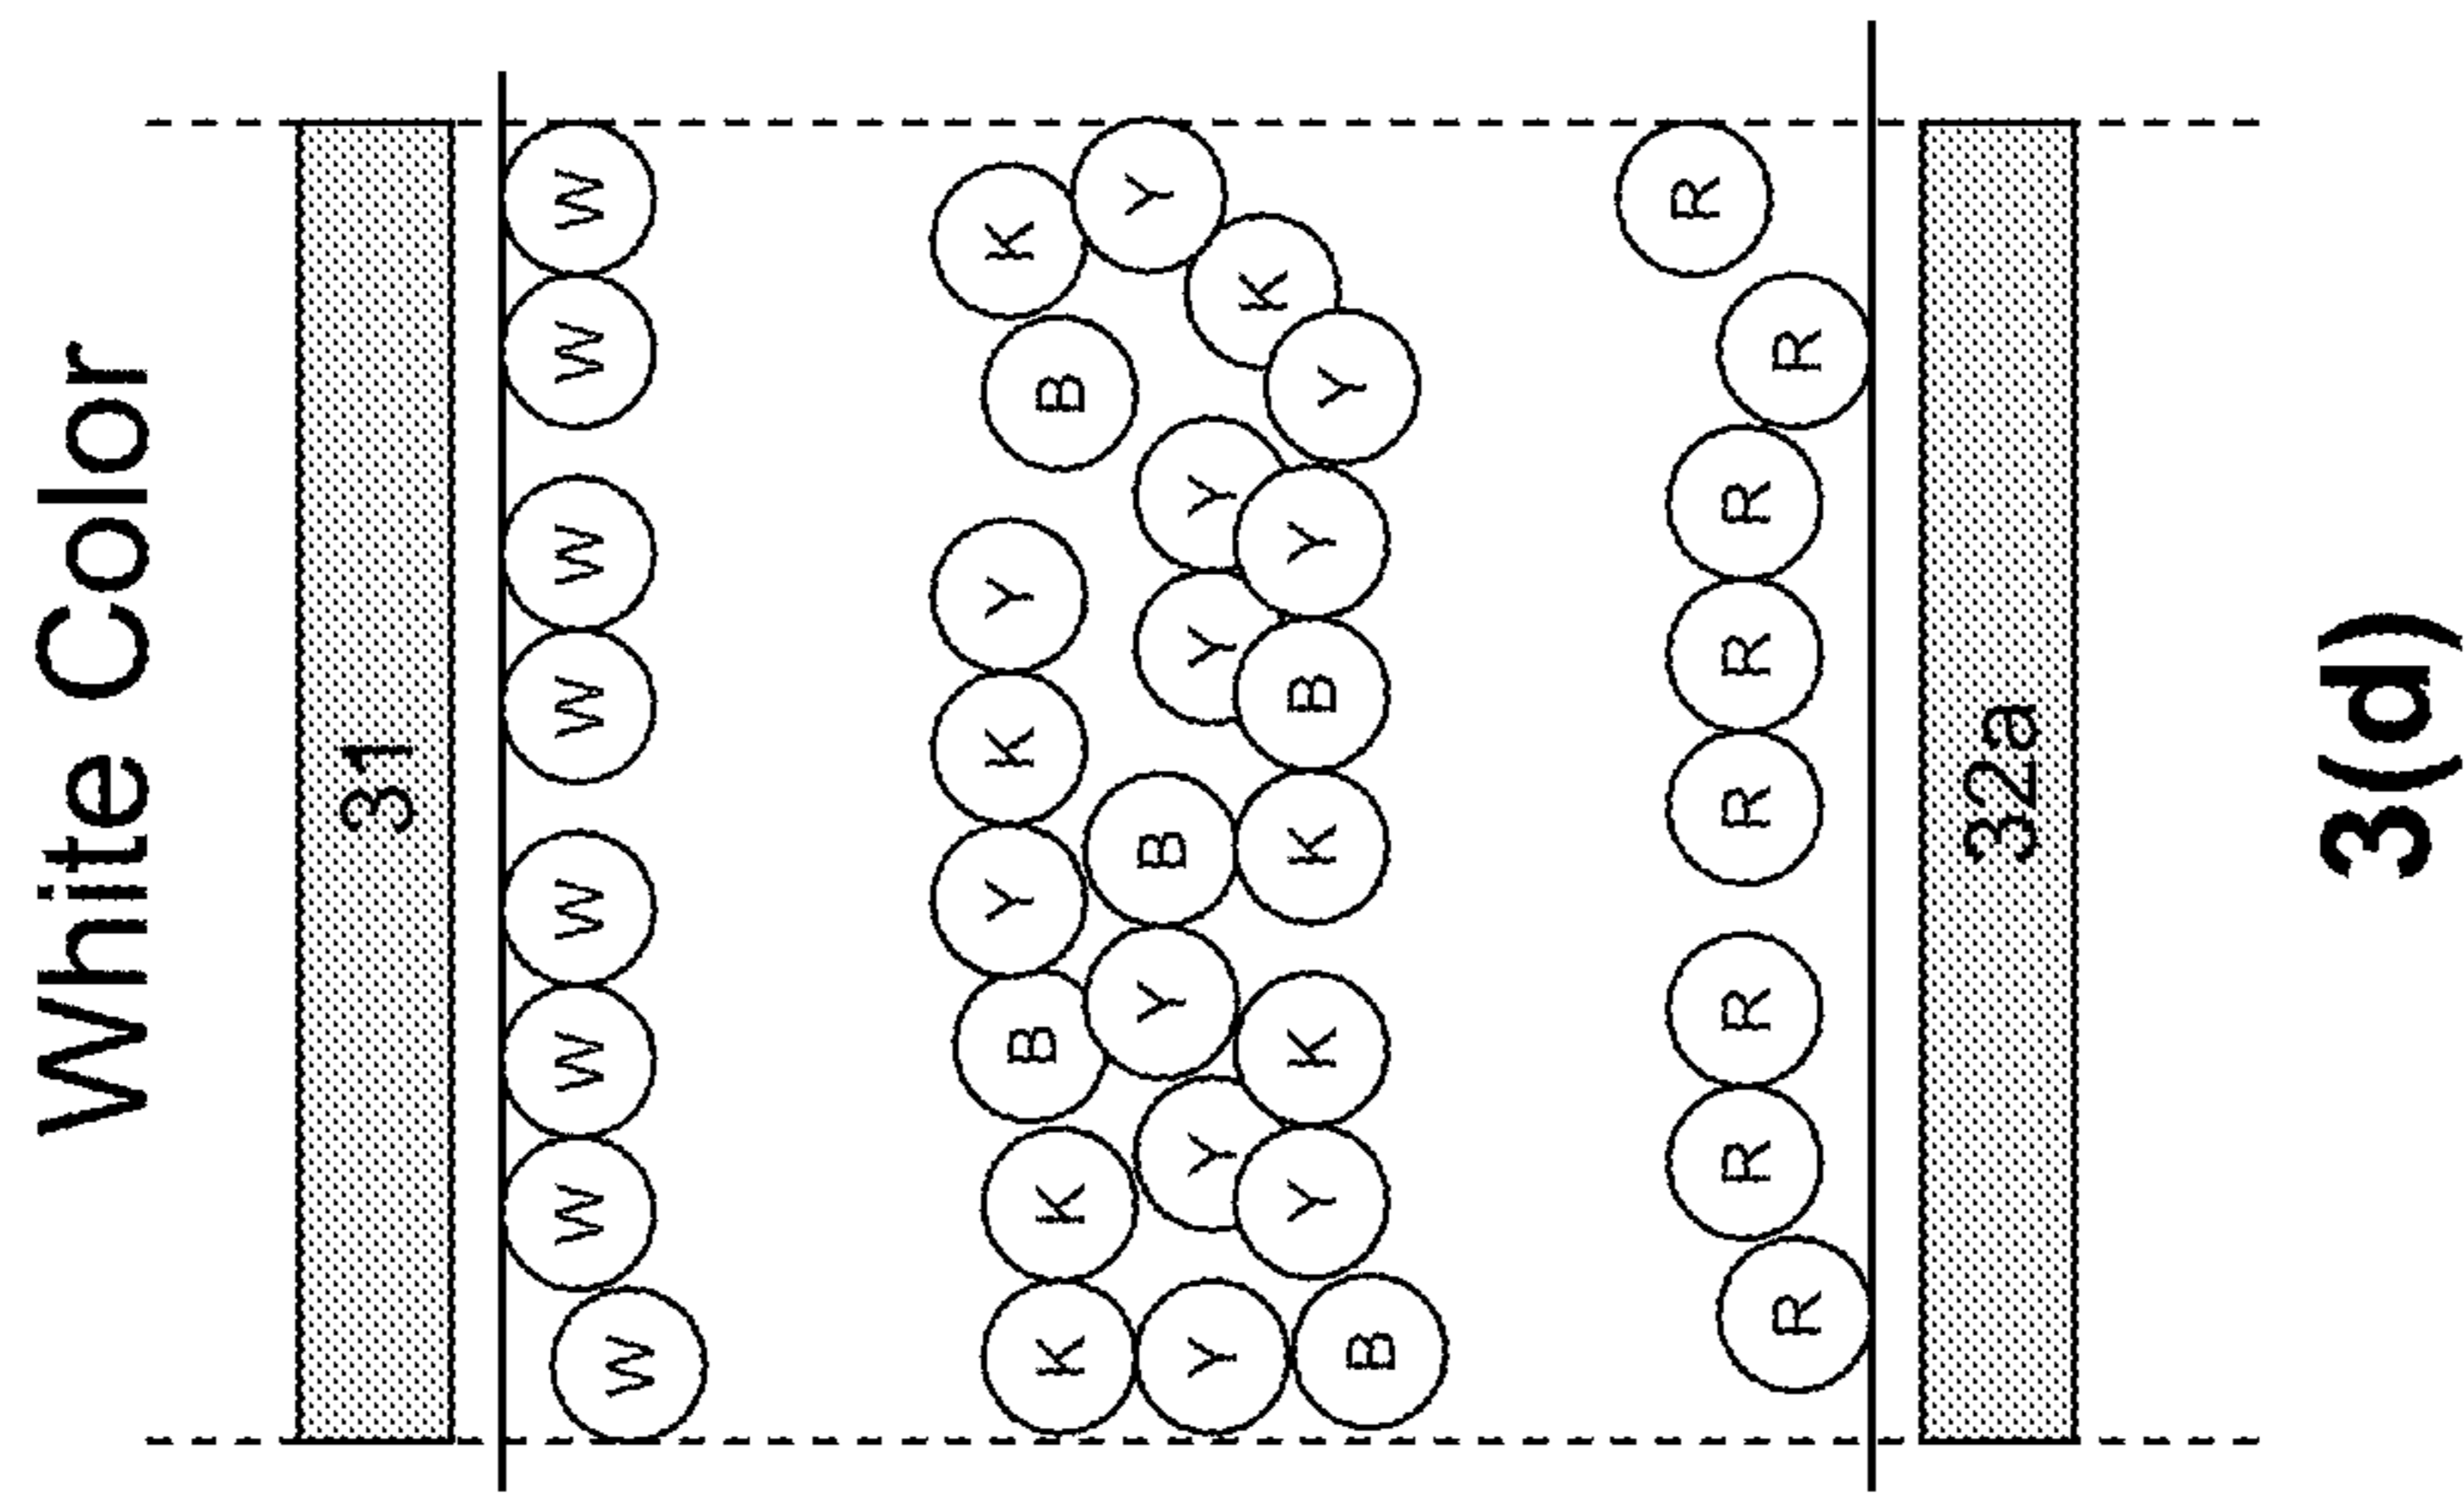 White Color
31
W W W W W W W W
K K B Y K Y B K
Y Y Y B Y Y Y
B Y K K B Y Y K
R R R R R R R R
32a
3(d)